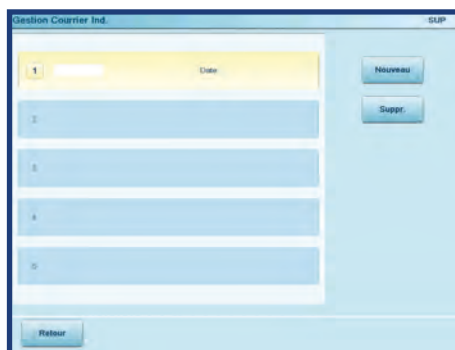 Gestion Courrier Ind. SUP
1 Date
Nouveau
2
Suppr.
3
4
5
Retour